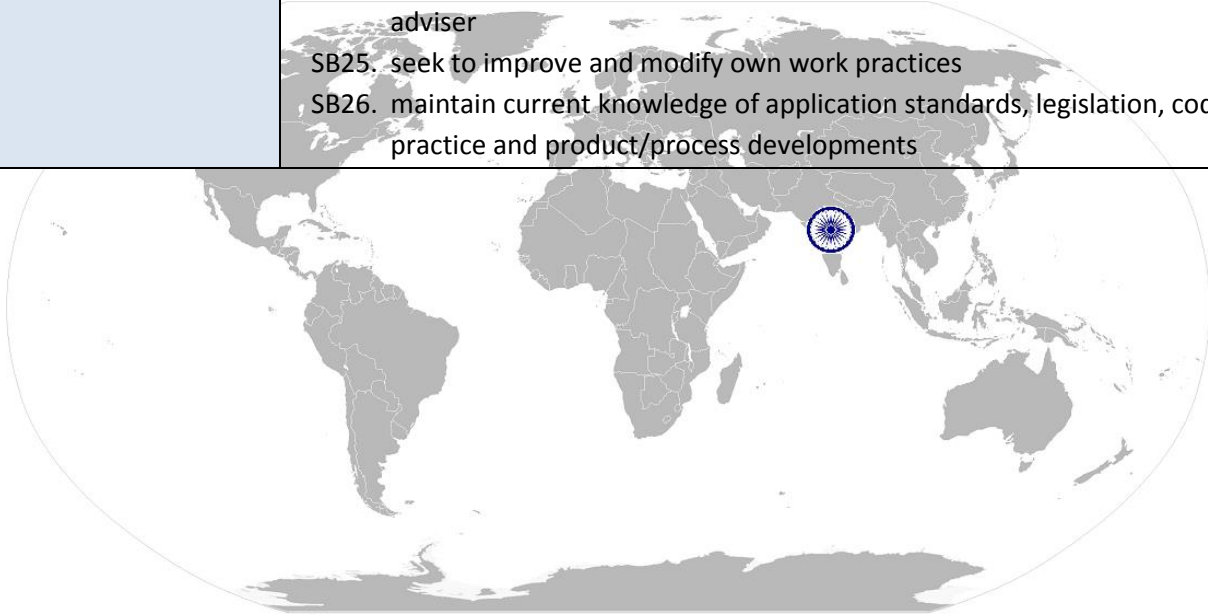 adviser
SB25. seek to improve and modify own work practices
SB26. maintain current knowledge of application standards, legislation,
practice and product/process developments